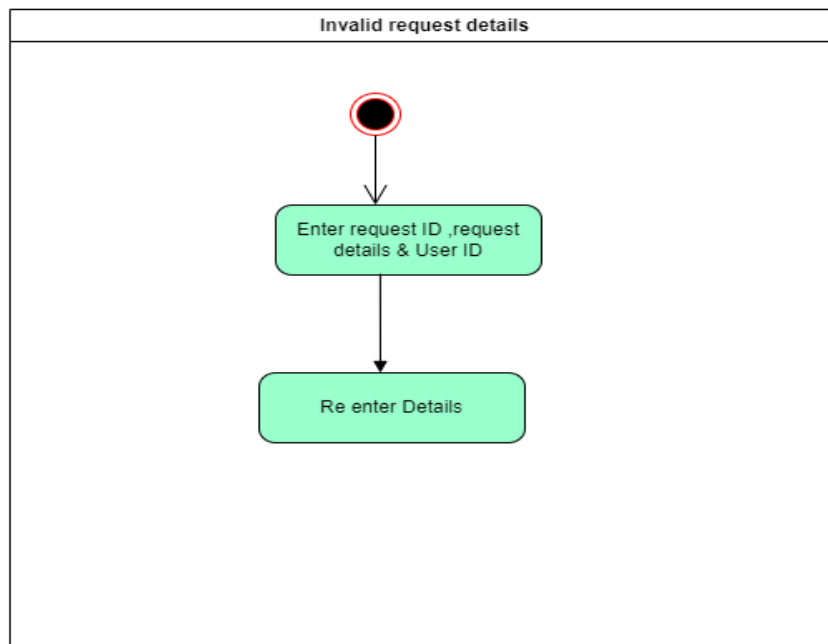 Invalid request details
Enter request ID ,request
details & User ID
Re enter Details